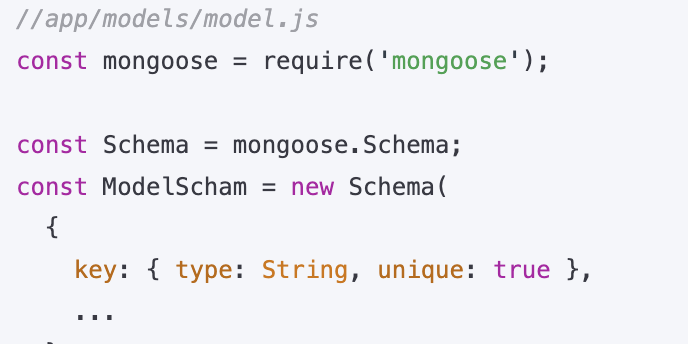 //app/models/model.js
const mongoose = require('mongoose');
const Schema = mongoose.Schema;
const ModelScham = new Schema(
{
key: { type: String, unique: true },
...